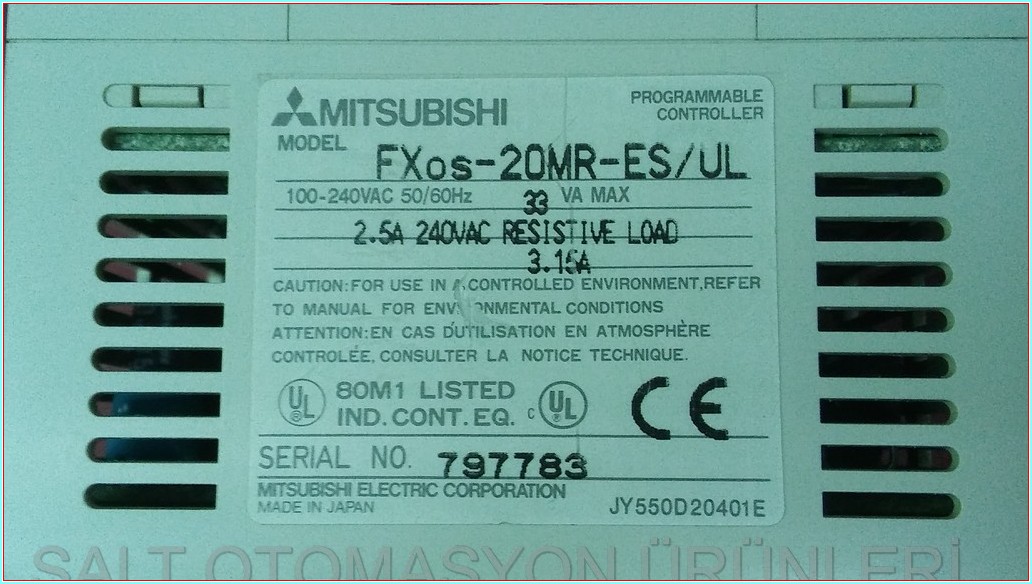 MITSUBISHI
PROGRAMMABLE
CONTROLLER
MODEL
FXos-20MR-ES/UL
100-240VAC 50/60Hz 33 VA MAX
2.5A 240VAC RESISTIVE LOAD
3.15A
CAUTION:FOR USE IN A CONTROLLED ENVIRONMENT,REFER
TO MANUAL FOR ENVIRONMENTAL CONDITIONS
ATTENTION:EN CAS D'UTILISATION EN ATMOSPHÈRE
CONTROLÉE, CONSULTER LA NOTICE TECHNIQUE.
UL ® 80M1 LISTED
IND.CONT.EQ. c UL ® CE
SERIAL NO. 797783
MITSUBISHI ELECTRIC CORPORATION
MADE IN JAPAN
JY550D20401E
SALT OTOMASYON ÜRÜNLERİ